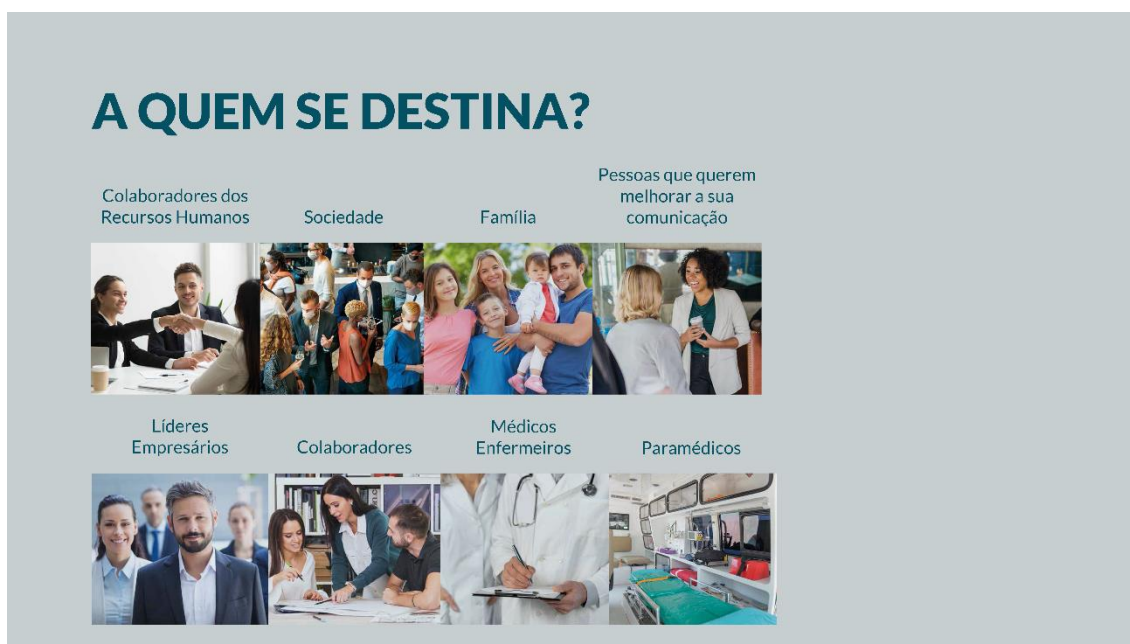 A QUEM SE DESTINA?
Colaboradores dos
Recursos Humanos
Sociedade
Família
Pessoas que querem
melhorar a sua
comunicação
Líderes
Empresários
Colaboradores
Médicos
Enfermeiros
Paramédicos